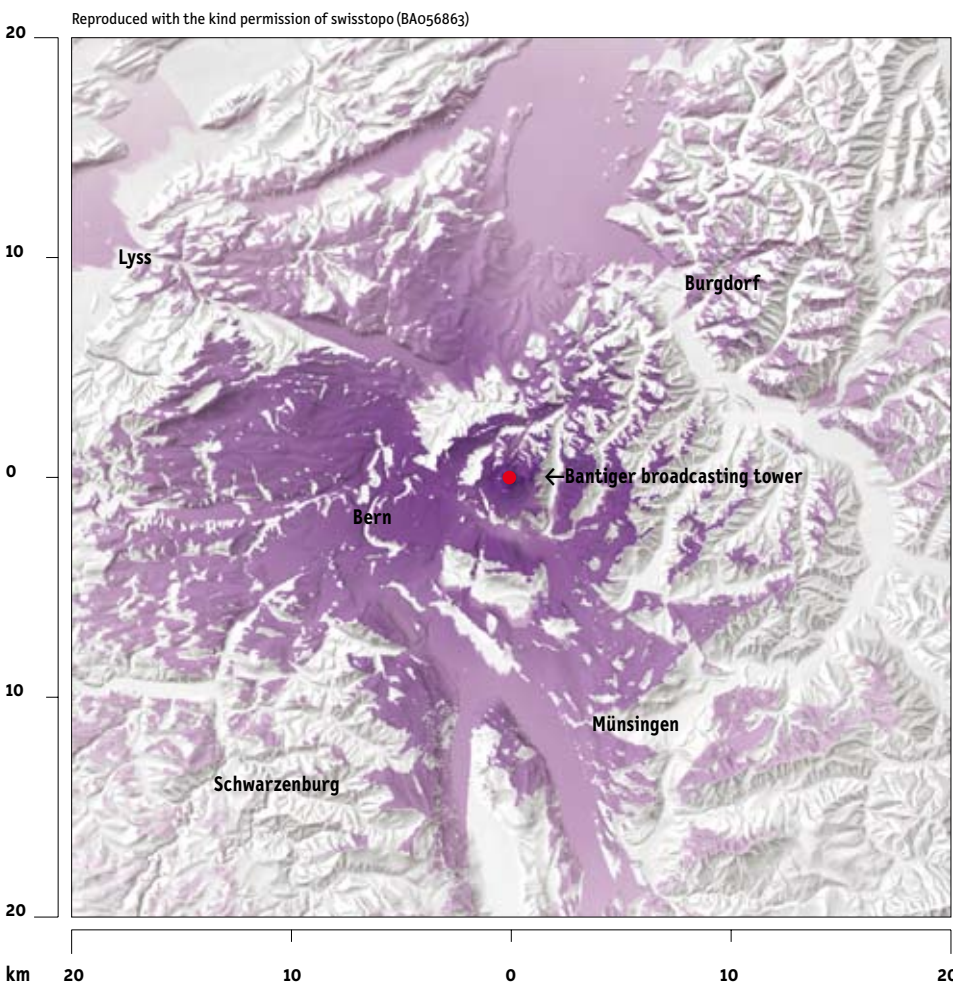 Reproduced with the kind permission of swisstopo (BA056863)
20
10
Lyss
Burgdorf
0
←Bantiger broadcasting tower
Bern
10
Münsingen
Schwarzenburg
20
km 20 10 0 10 20